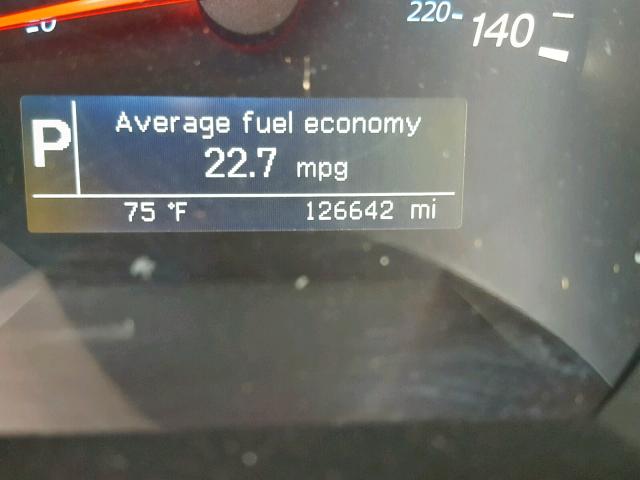 220- 140
P
Average fuel economy
22.7 mpg
75 °F 126642 mi